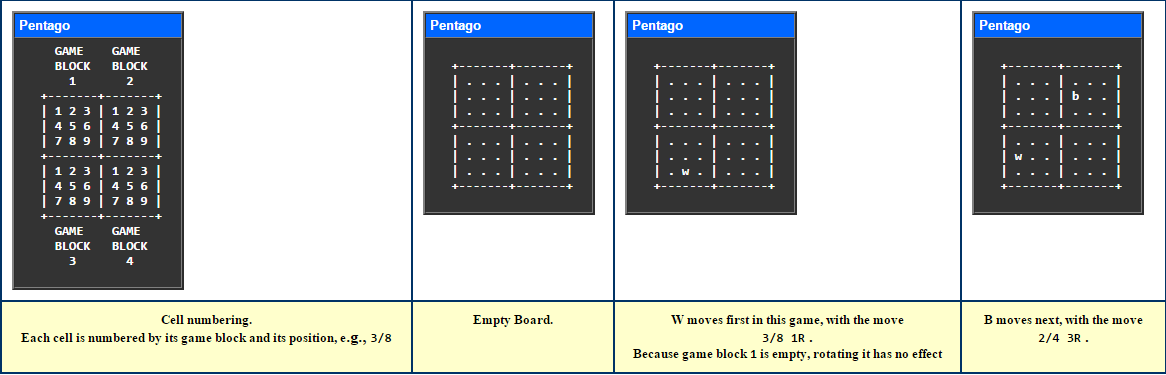 Pentago
GAME GAME
BLOCK BLOCK
1 2
+-------+-------+
| 1 2 3 | 1 2 3 |
| 4 5 6 | 4 5 6 |
| 7 8 9 | 7 8 9 |
+-------+-------+
| 1 2 3 | 1 2 3 |
| 4 5 6 | 4 5 6 |
| 7 8 9 | 7 8 9 |
+-------+-------+
GAME GAME
BLOCK BLOCK
3 4
Cell numbering.
Each cell is numbered by its game block and its position, e.g., 3/8
Pentago
+-------+-------+
| . . . | . . . |
| . . . | . . . |
| . . . | . . . |
+-------+-------+
| . . . | . . . |
| . . . | . . . |
| . . . | . . . |
+-------+-------+
Empty Board.
Pentago
+-------+-------+
| . . . | . . . |
| . . . | . . . |
| . . . | . . . |
+-------+-------+
| . . . | . . . |
| . . . | . . . |
| . w . | . . . |
+-------+-------+
W moves first in this game, with the move
3/8 1R .
Because game block 1 is empty, rotating it has no effect
Pentago
+-------+-------+
| . . . | . . . |
| . . . | b . . |
| . . . | . . . |
+-------+-------+
| . . . | . . . |
| w . . | . . . |
| . . . | . . . |
+-------+-------+
B moves next, with the move
2/4 3R .